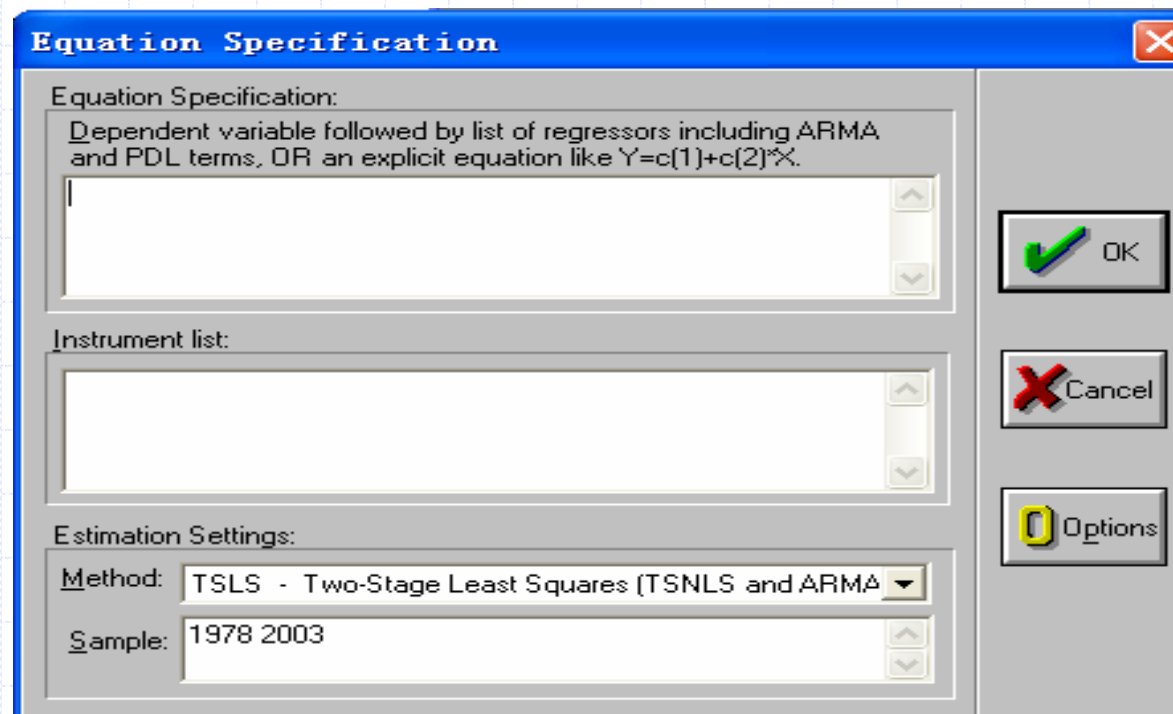 Equation Specification
Equation Specification:
Dependent variable followed by list of regressors including ARMA
and PDL terms, OR an explicit equation like Y=c(1)+c(2)*X.
OK
Instrument list:
Cancel
Options
Estimation Settings:
Method: TSLS - Two-Stage Least Squares (TSNLS and ARMA
Sample: 1978 2003